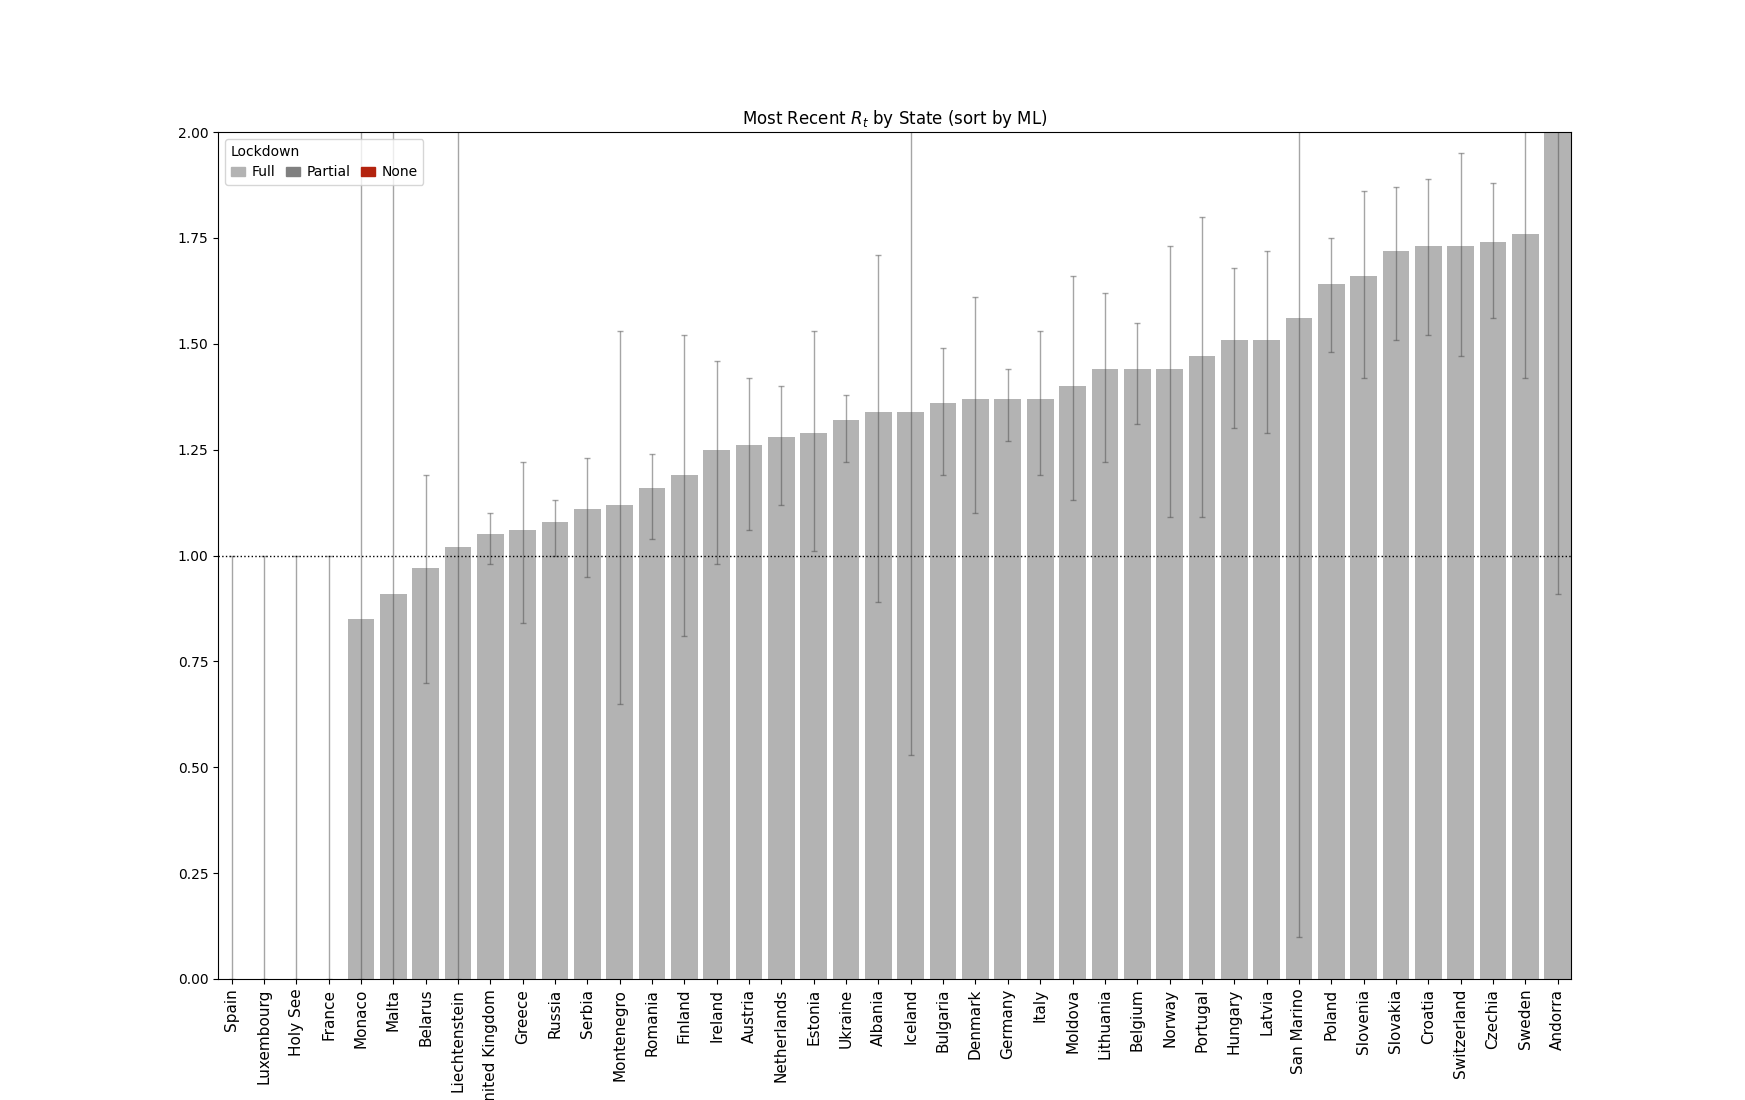 Most Recent Rt by State (sort by ML)
Lockdown
Full Partial None
2.00
1.75
1.50
1.25
1.00
0.75
0.50
0.25
0.00
Spain
Luxembourg
Holy See
France
Monaco
Malta
Belarus
Liechtenstein
nited Kingdom
Greece
Russia
Serbia
Montenegro
Romania
Finland
Ireland
Austria
Netherlands
Estonia
Ukraine
Albania
Iceland
Bulgaria
Denmark
Germany
Italy
Moldova
Lithuania
Belgium
Norway
Portugal
Hungary
Latvia
San Marino
Poland
Slovenia
Slovakia
Croatia
Switzerland
Czechia
Sweden
Andorra